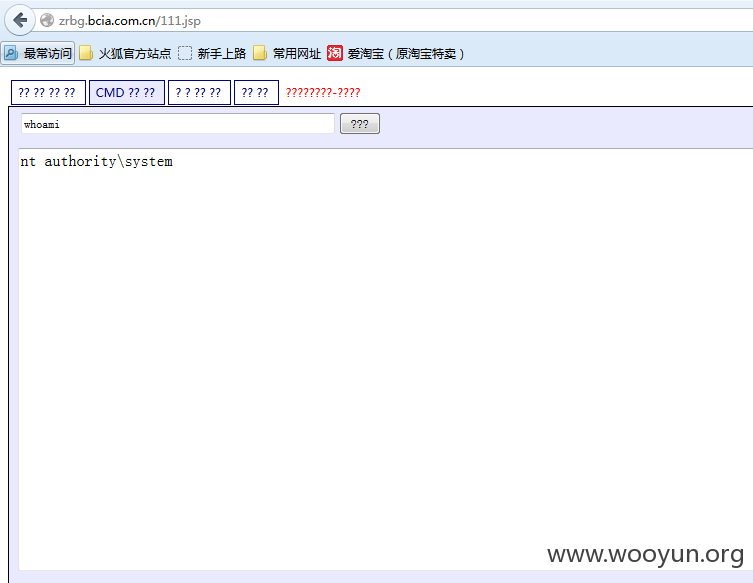 zrbg.bcia.com.cn/111.jsp
最常访问 火狐官方站点 新手上路 常用网址 淘 爱淘宝（原淘宝特卖）
?? ?? ?? ?? CMD ?? ?? ? ? ?? ?? ?? ?? ????????-????
whoami ???
nt authority\system
www.wooyun.org